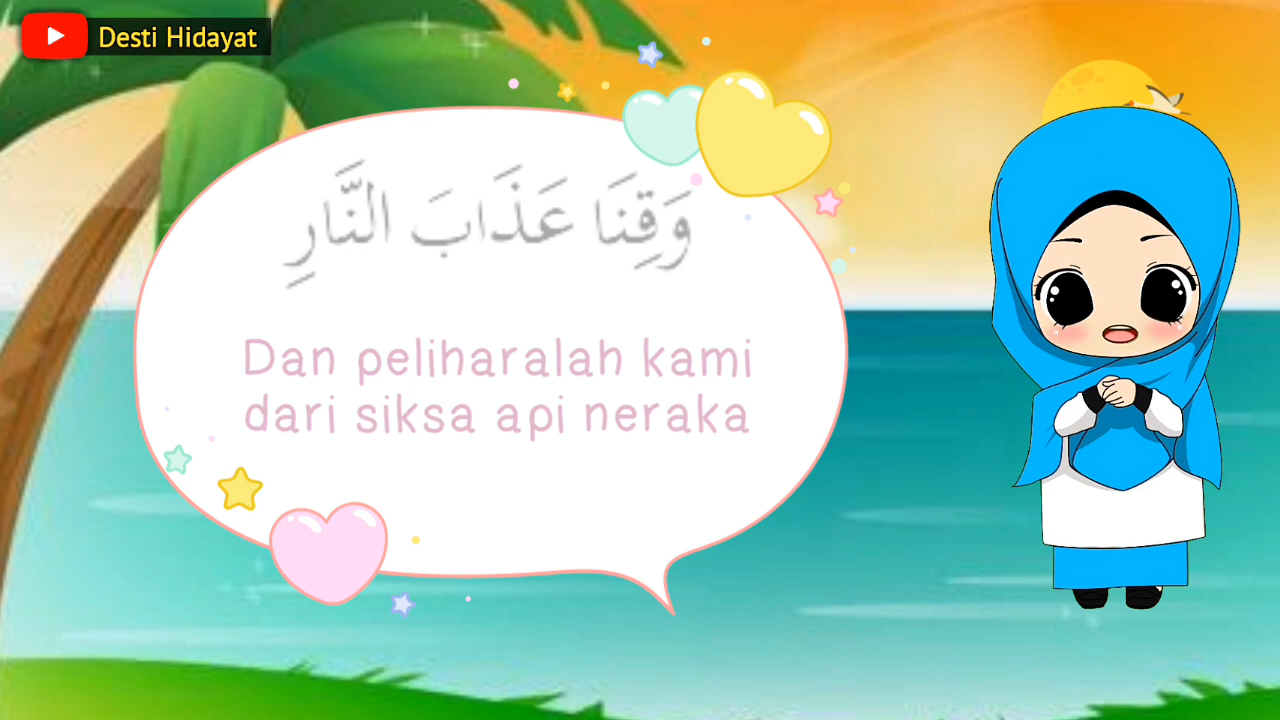 Desti Hidayat
وَقِنَا عَذَابَ النَّارِ
Dan peliharalah kami
dari siksa api neraka